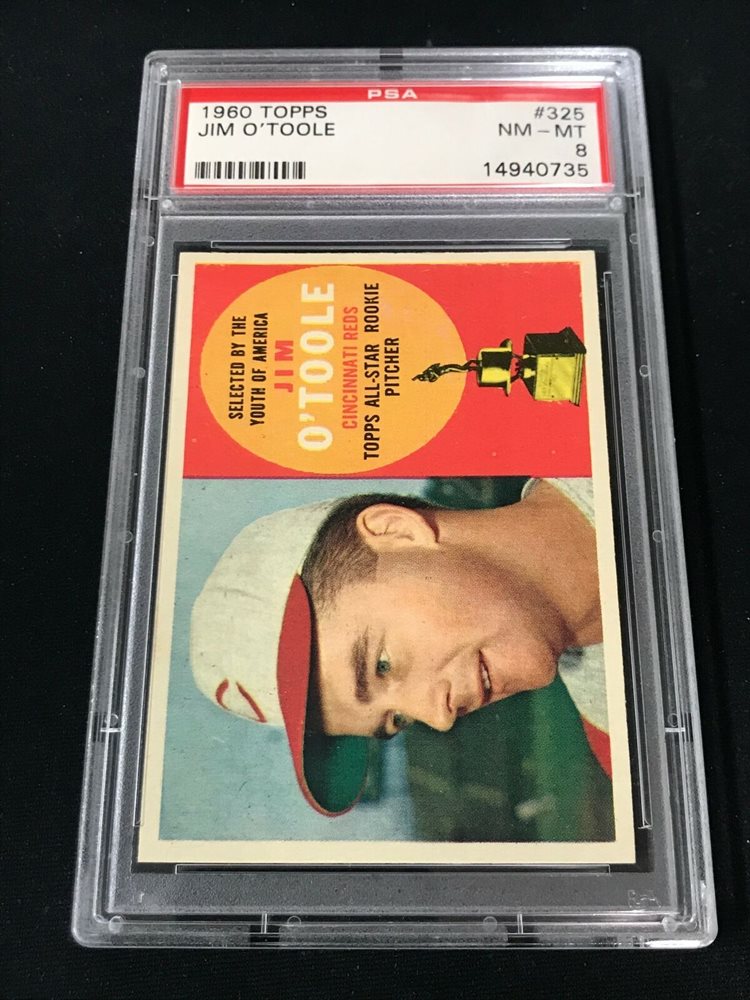 PSA
1960 TOPPS #325
JIM O'TOOLE NM - MT
8
14940735
SELECTED BY THE
YOUTH OF AMERICA
JIM
O'TOOLE
CINCINNATI REDS
TOPPS ALL-STAR ROOKIE
PITCHER
C